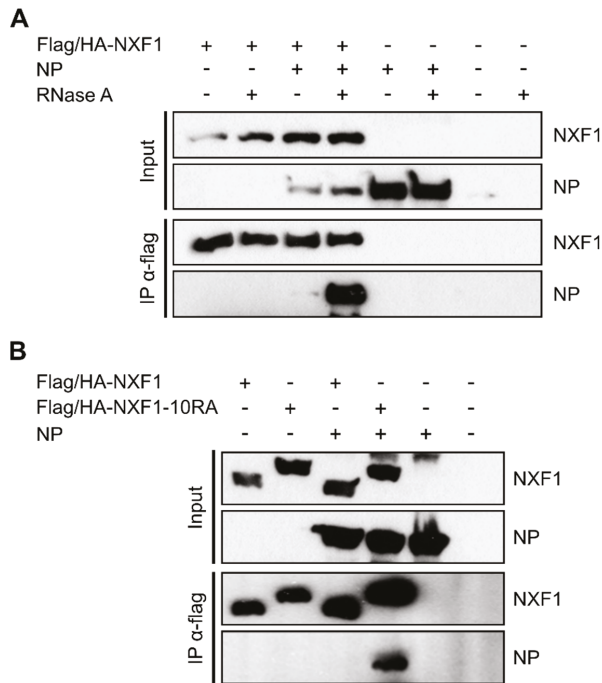 A
Flag/HA-NXF1 + + + + - - - -
NP - - + + + + - -
RNase A - + - + - + - +
Input
NXF1
NP
IP α-flag
NXF1
NP
B
Flag/HA-NXF1 + - + - - -
Flag/HA-NXF1-10RA - + - + - -
NP - - + + + -
Input
NXF1
NP
IP α-flag
NXF1
NP